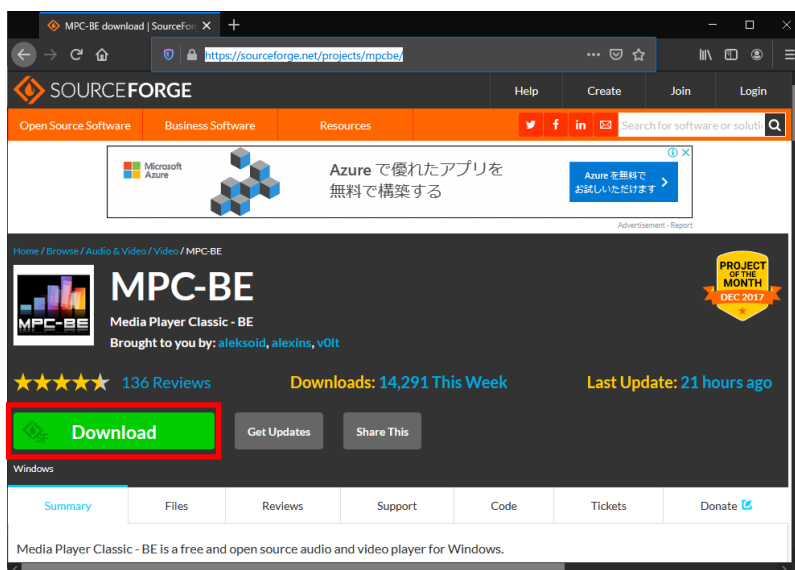 MPC-BE download | SourceFor
https://sourceforge.net/projects/mpcbe/
SOURCEFORGE
Help Create Join Login
Open Source Software Business Software Resources
Search for software or soluti
Microsoft
Azure
Azure で優れたアプリを
無料で構築する
Azure を無料で
お試しいただけます
Advertisement - Report
Home / Browse / Audio & Video / Video / MPC-BE
MPC-BE
MPC-BE
Media Player Classic - BE
Brought to you by: aleksoid, alexins, v0lt
PROJECT
OF THE
MONTH
DEC 2017
136 Reviews Downloads: 14,291 This Week Last Update: 21 hours ago
SF Download Get Updates Share This
Windows
Summary Files Reviews Support Code Tickets Donate
Media Player Classic - BE is a free and open source audio and video player for Windows.